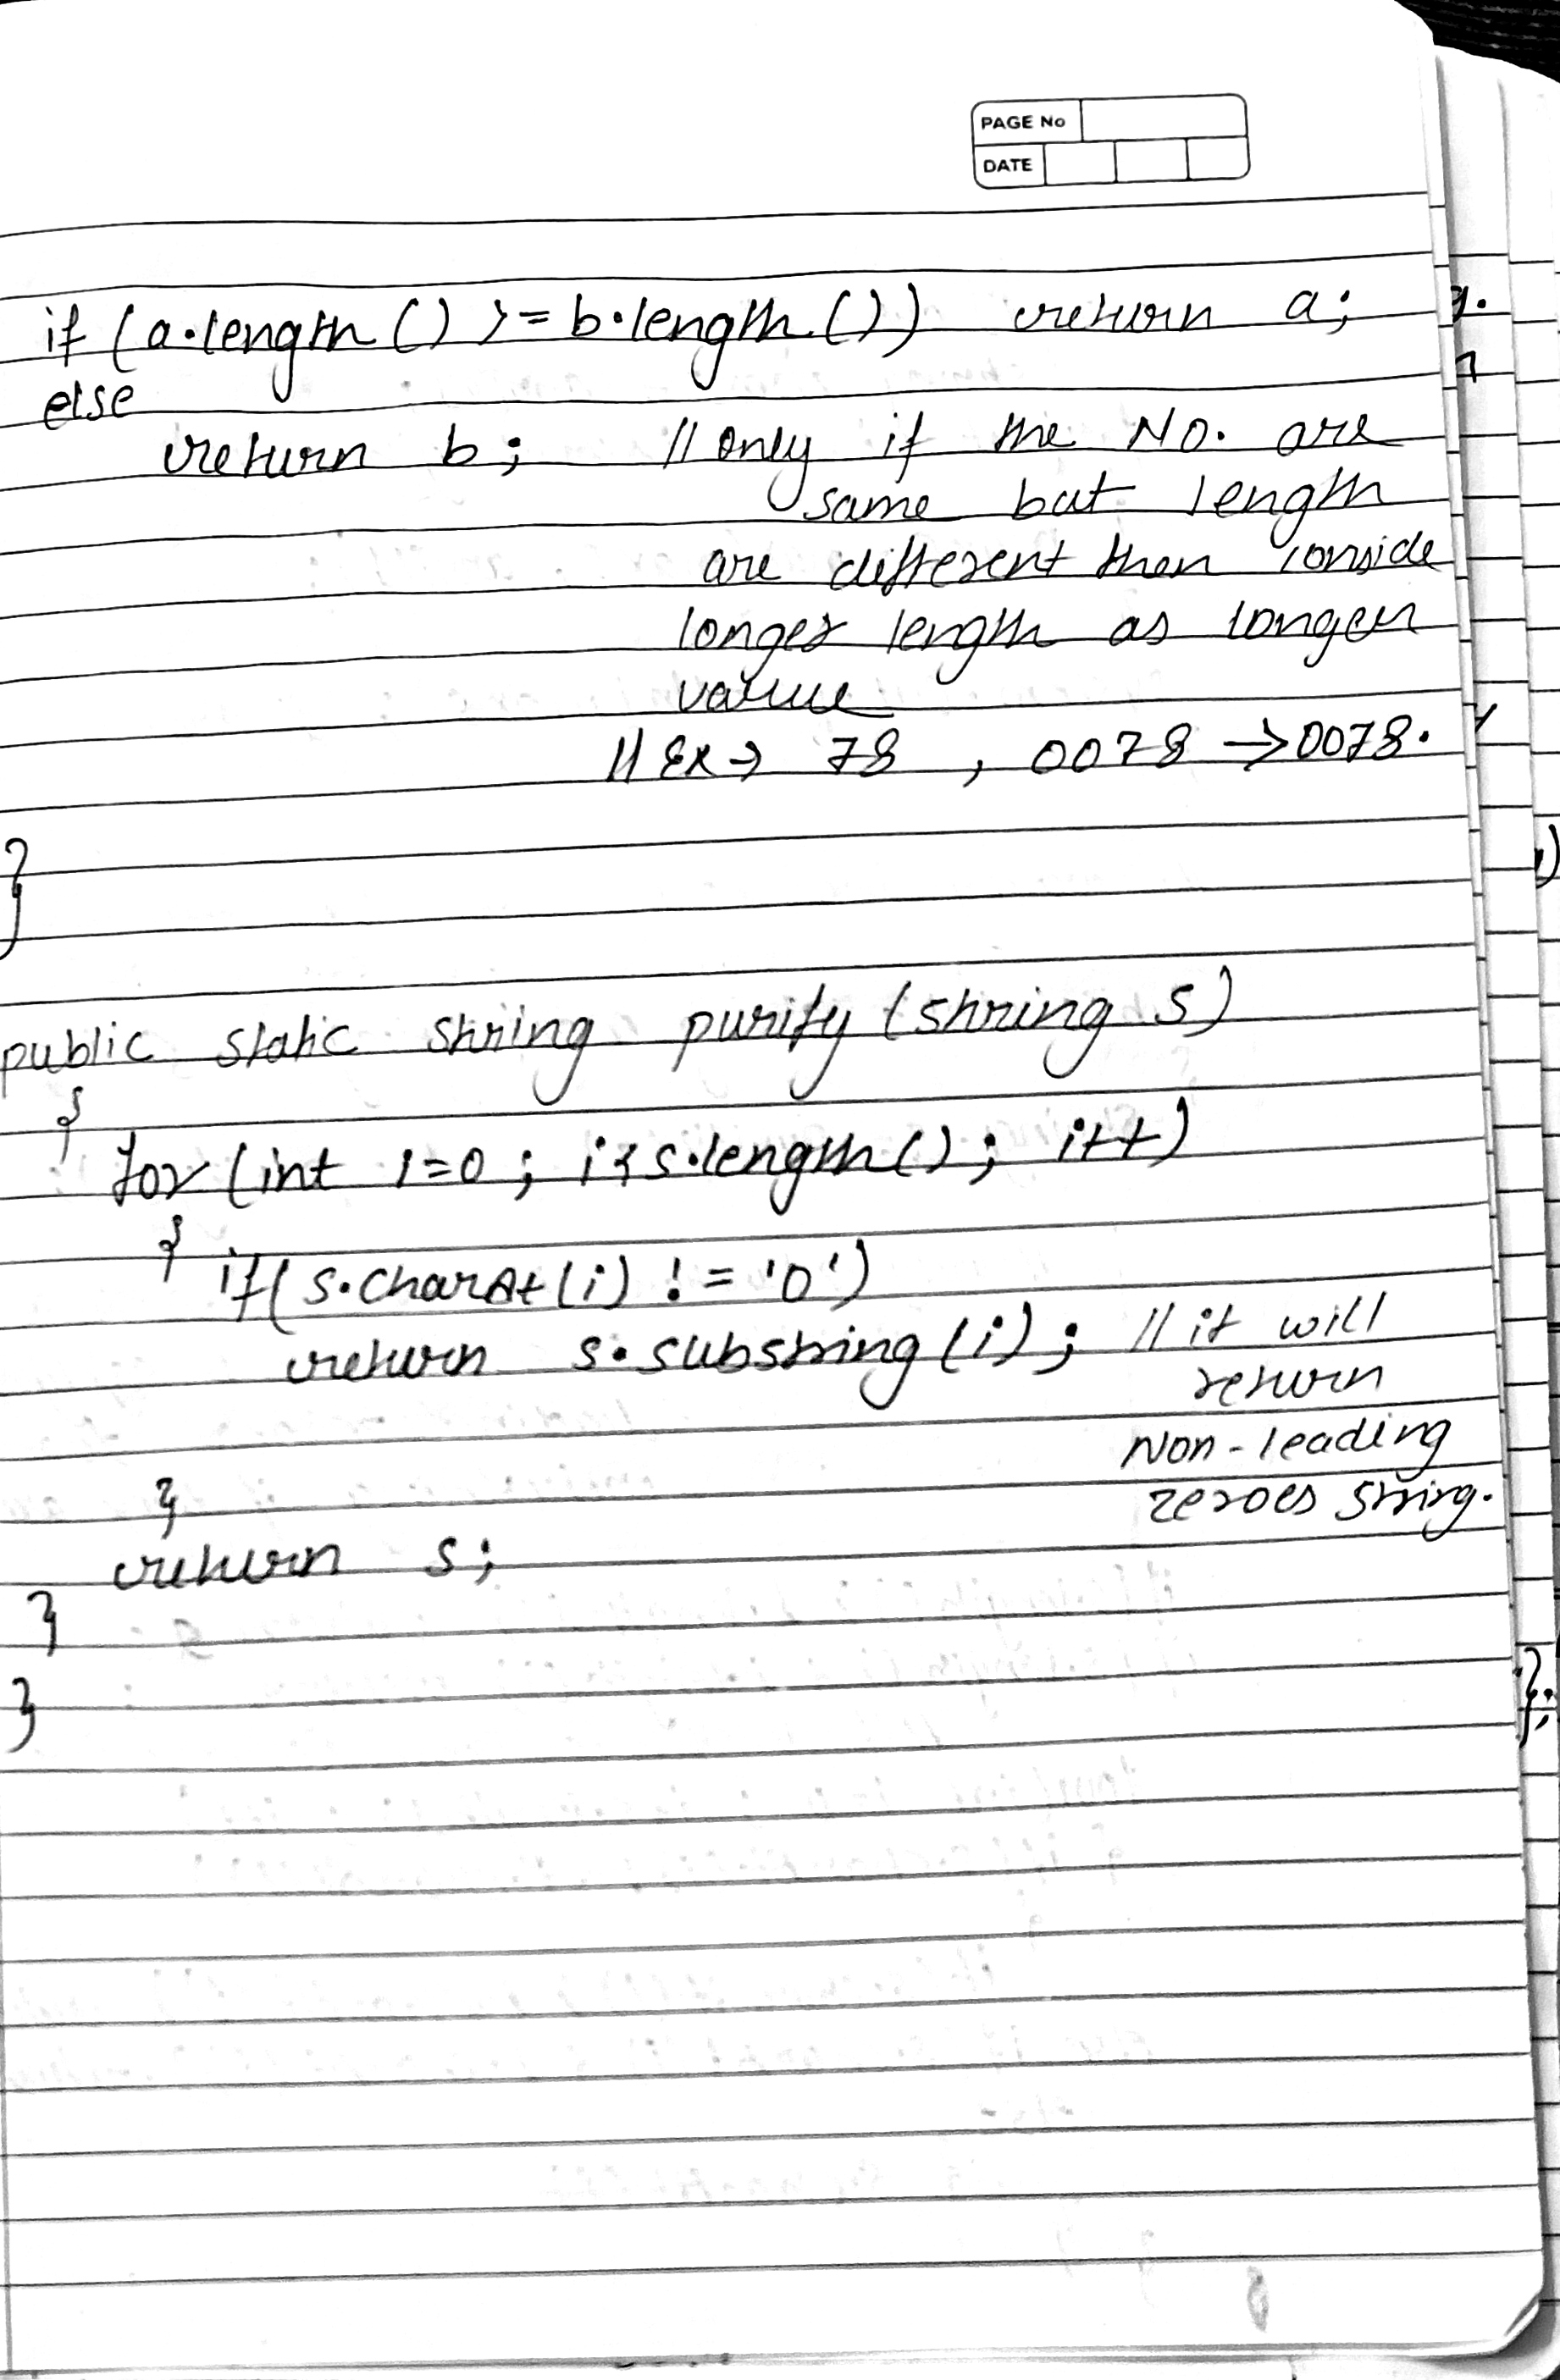 PAGE No
DATE
if (a.length () >= b.length ()) return a;
else
return b; // only if the No. are
same but length
are different then conside
longer length as longer
value
// Ex → 78 , 0078 → 0078.
}
public static string purify (string s)
{
for (int i=0 ; i<s.length() ; i++)
{
if( s.charAt (i) != '0')
return s.substring (i) ; // it will
return
Non-leading
zeroes string.
}
return s;
}
}